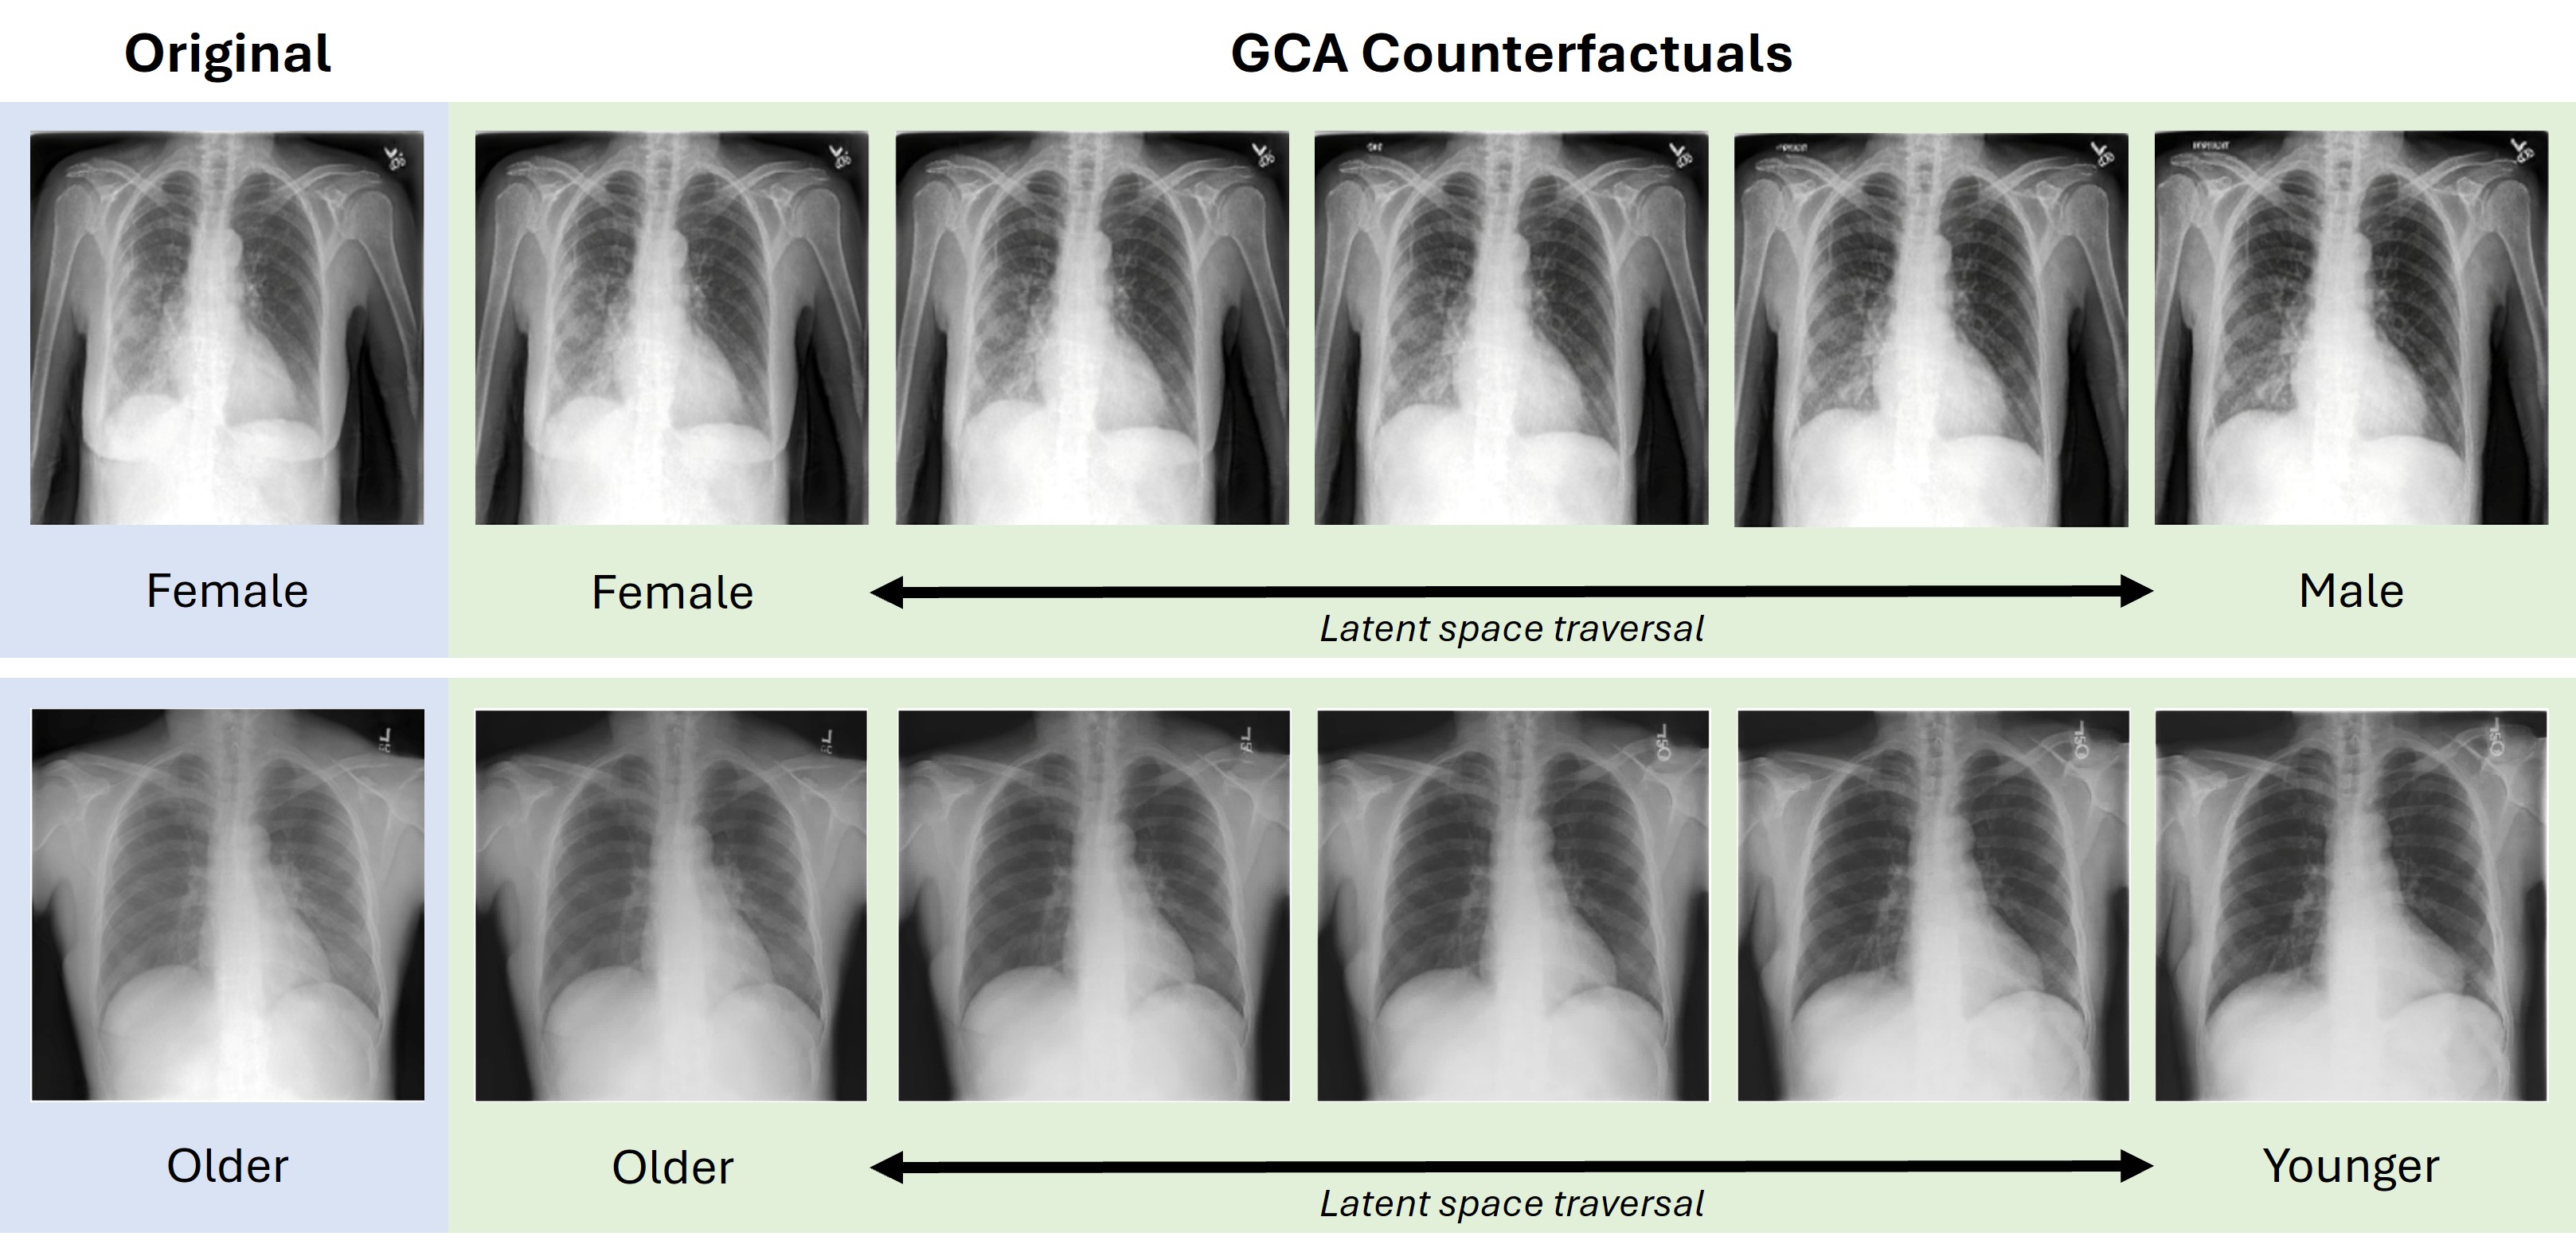 Original
GCA Counterfactuals
Female
Female
Male
Latent space traversal
Older
Older
Younger
Latent space traversal